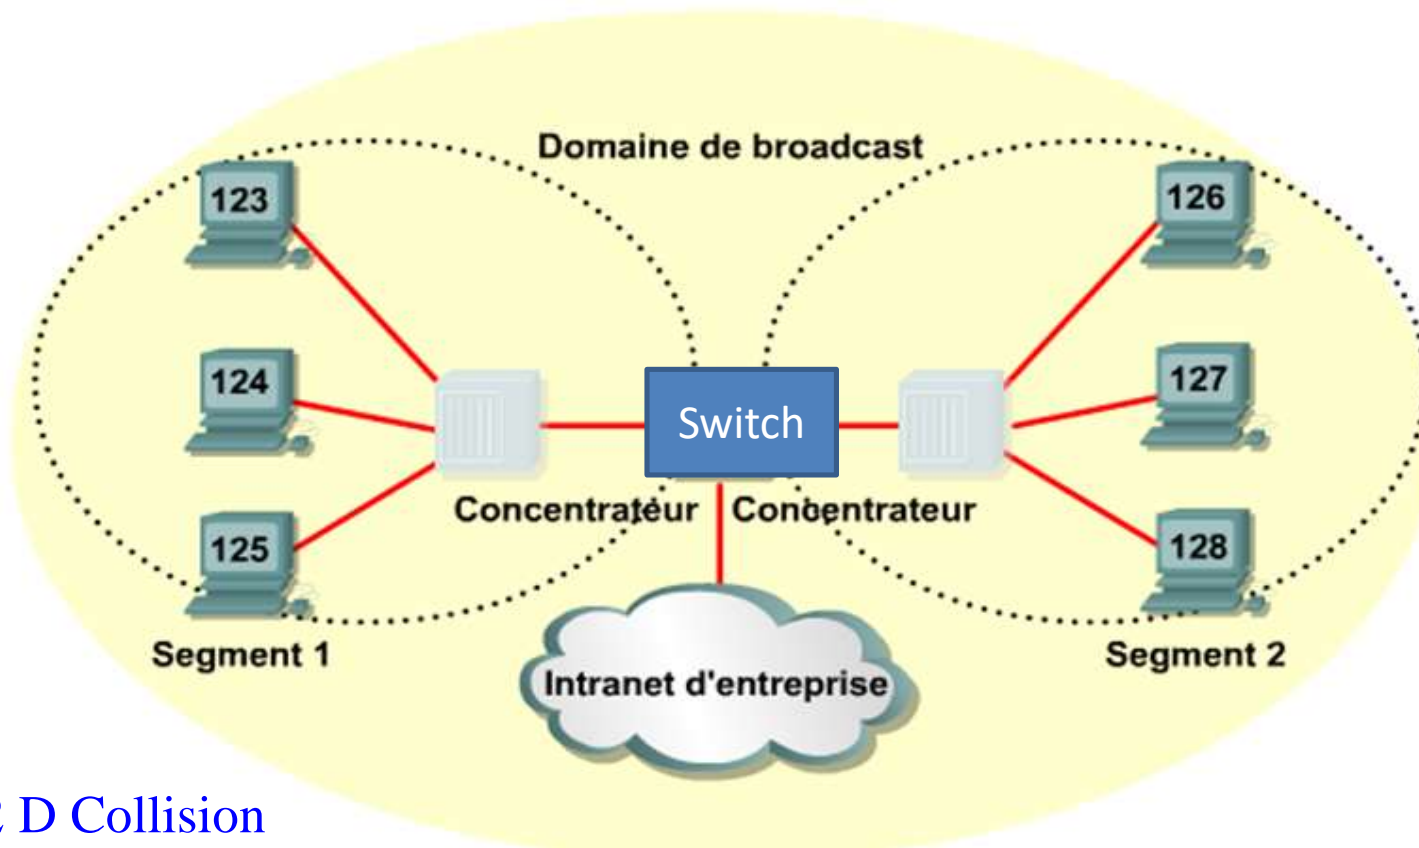 Domaine de broadcast
123
126
124
127
Switch
Concentrateur
Concentrateur
125
128
Segment 1
Segment 2
Intranet d'entreprise
D Collision